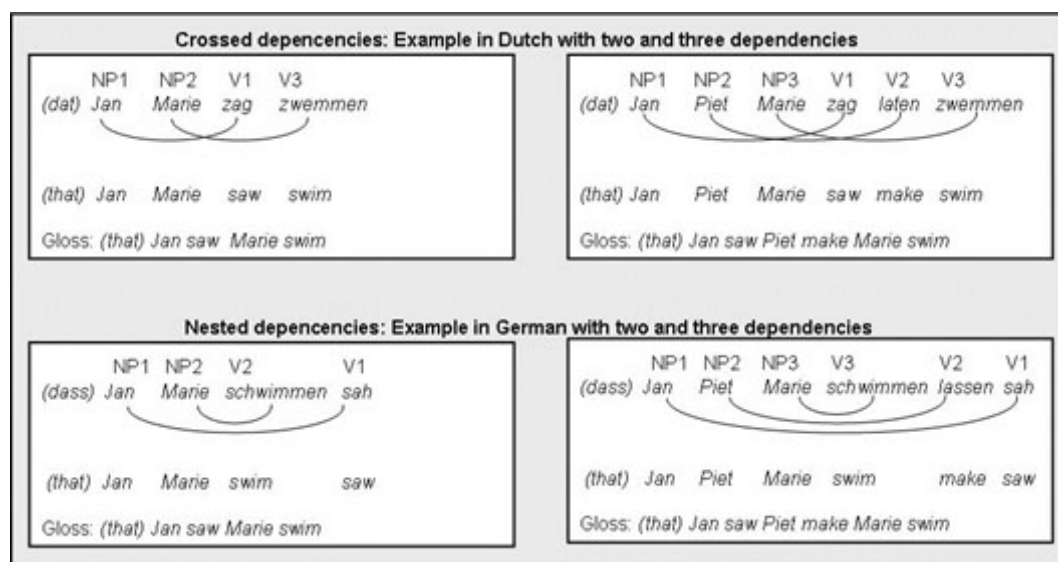 Crossed depencencies: Example in Dutch with two and three dependencies
NP1 NP2 V1 V3
(dat) Jan Marie zag zwemmen
(that) Jan Marie saw swim
Gloss: (that) Jan saw Marie swim
NP1 NP2 NP3 V1 V2 V3
(dat) Jan Piet Marie zag laten zwemmen
(that) Jan Piet Marie saw make swim
Gloss: (that) Jan saw Piet make Marie swim
Nested depencencies: Example in German with two and three dependencies
NP1 NP2 V2 V1
(dass) Jan Marie schwimmen sah
(that) Jan Marie swim saw
Gloss: (that) Jan saw Marie swim
NP1 NP2 NP3 V3 V2 V1
(dass) Jan Piet Marie schwimmen lassen sah
(that) Jan Piet Marie swim make saw
Gloss: (that) Jan saw Piet make Marie swim